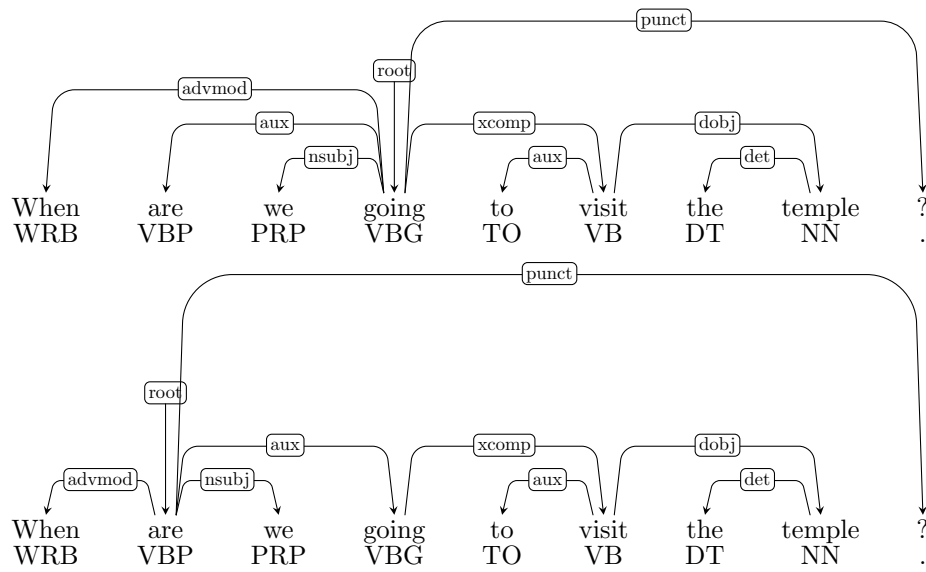 punct
root
advmod
aux xcomp dobj
nsubj aux det
When are we going to visit the temple ?
WRB VBP PRP VBG TO VB DT NN .
punct
root
aux xcomp dobj
advmod nsubj aux det
When are we going to visit the temple ?
WRB VBP PRP VBG TO VB DT NN .